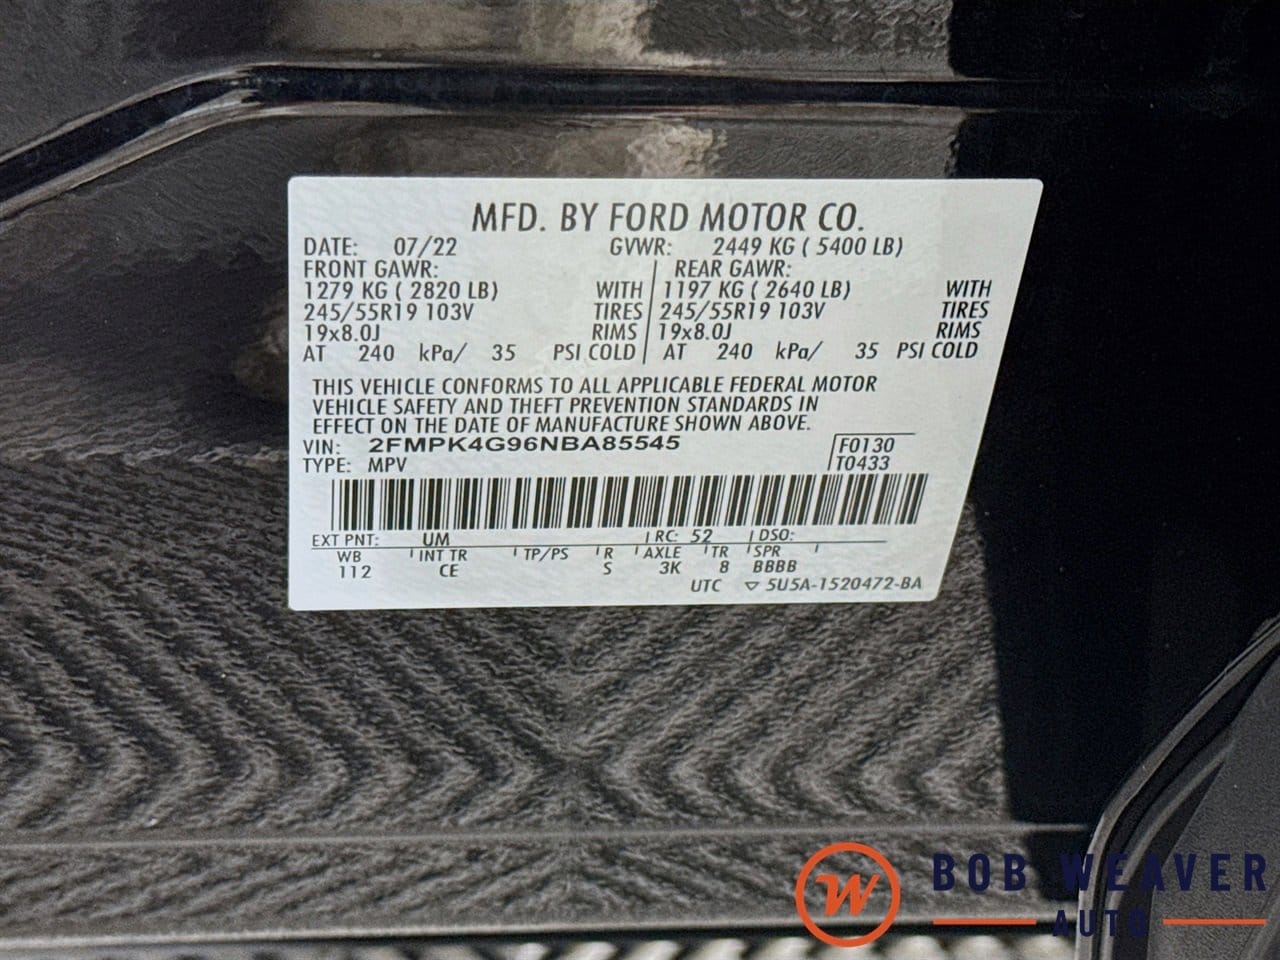 MFD. BY FORD MOTOR CO.
DATE: 07/22 GVWR: 2449 KG ( 5400 LB)
FRONT GAWR: REAR GAWR:
1279 KG ( 2820 LB) WITH 1197 KG ( 2640 LB) WITH
245/55R19 103V TIRES 245/55R19 103V TIRES
19x8.0J RIMS 19x8.0J RIMS
AT 240 kPa/ 35 PSI COLD AT 240 kPa/ 35 PSI COLD
THIS VEHICLE CONFORMS TO ALL APPLICABLE FEDERAL MOTOR
VEHICLE SAFETY AND THEFT PREVENTION STANDARDS IN
EFFECT ON THE DATE OF MANUFACTURE SHOWN ABOVE.
VIN: 2FMPK4G96NBA85545 F0130
TYPE: MPV T0433
EXT PNT: UM RC: 52 DSO:
WB INT TR TP/PS R AXLE TR SPR
112 CE S 3K 8 BBBB
UTC ▽ 5U5A-1520472-BA
W BOB WEAVER
AUTO